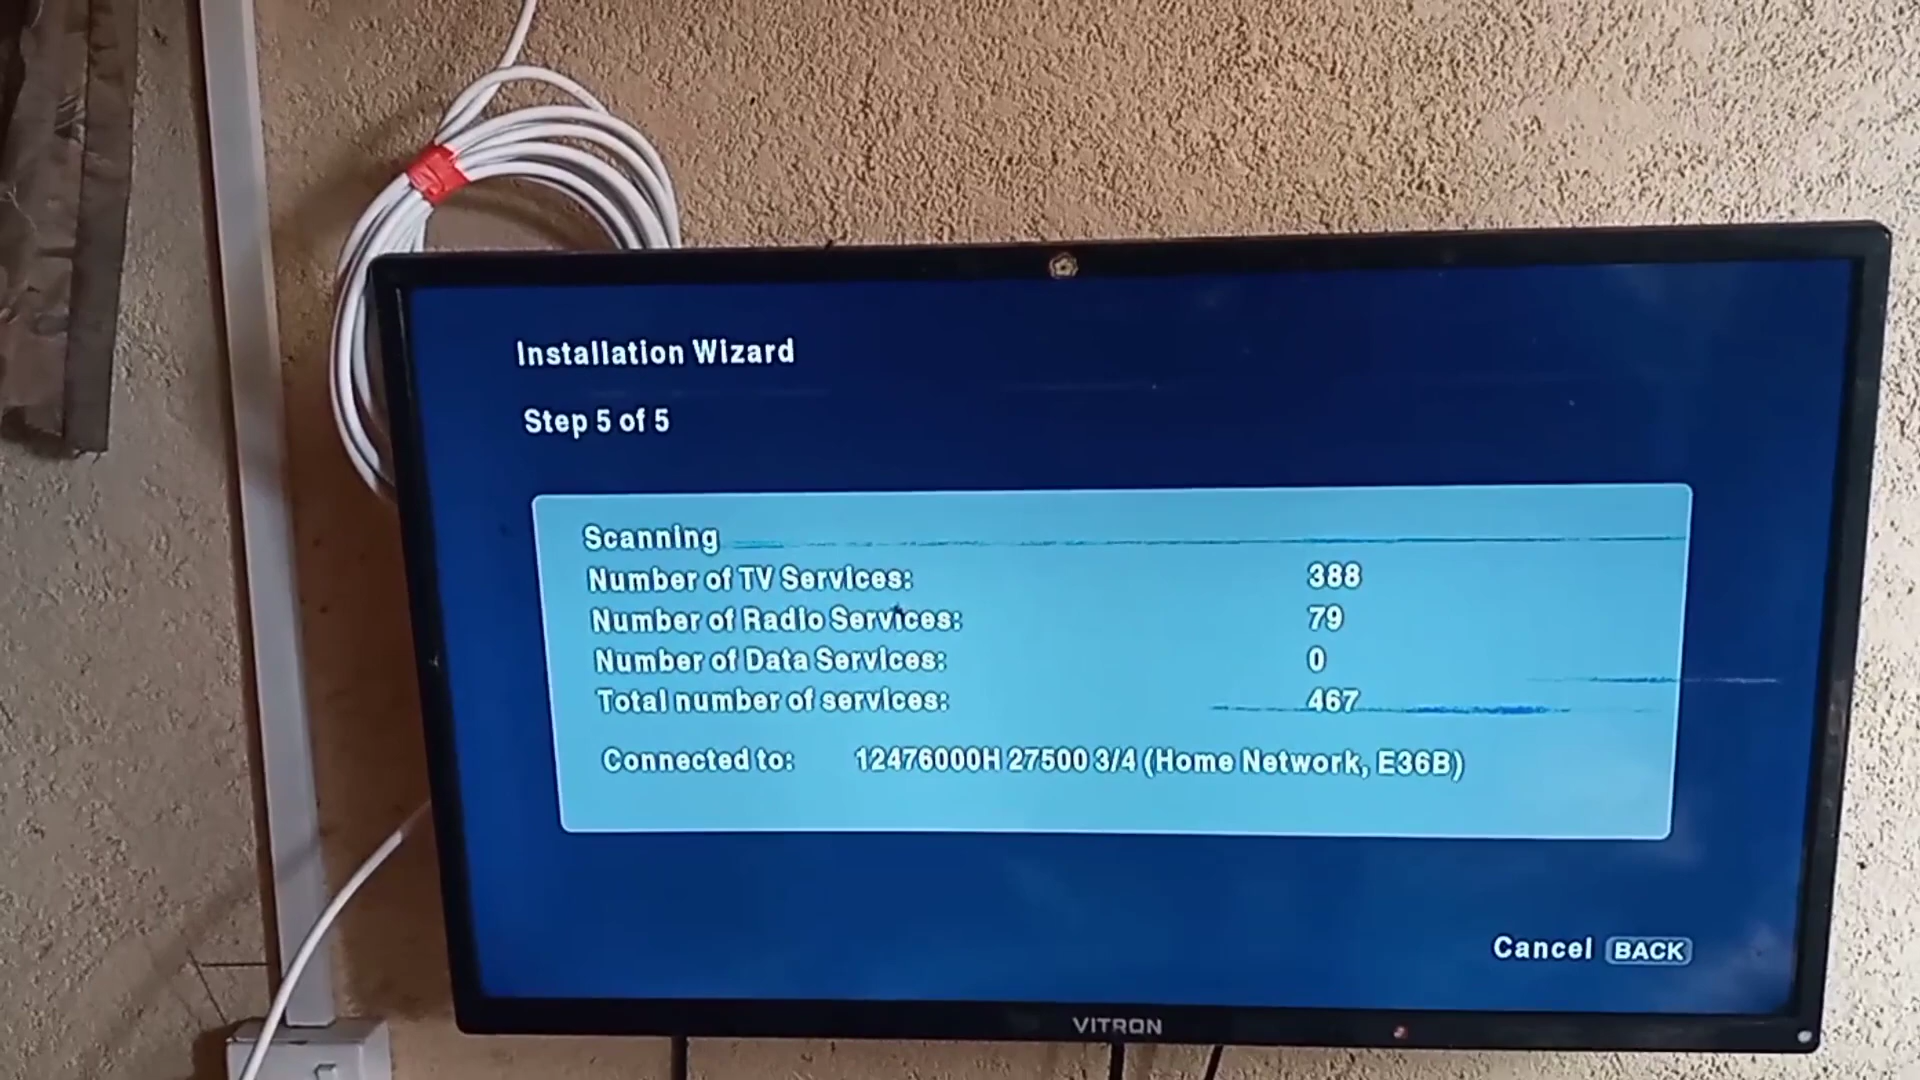 Installation Wizard
Step 5 of 5
Scanning
Number of TV Services: 388
Number of Radio Services: 79
Number of Data Services: 0
Total number of services: 467
Connected to: 12476000H 27500 3/4 (Home Network, E36B)
Cancel BACK
VITRON